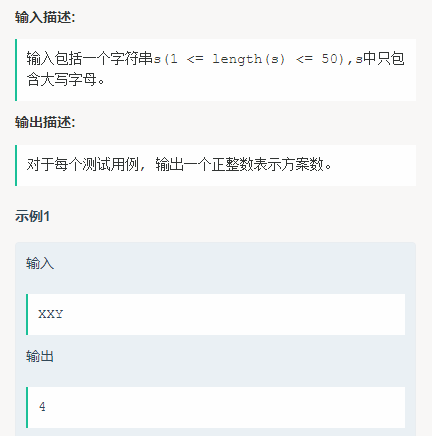 输入描述:
输入包括一个字符串s(1 <= length(s) <= 50),s中只包
含大写字母。
输出描述:
对于每个测试用例, 输出一个正整数表示方案数。
示例1
输入
XXY
输出
4